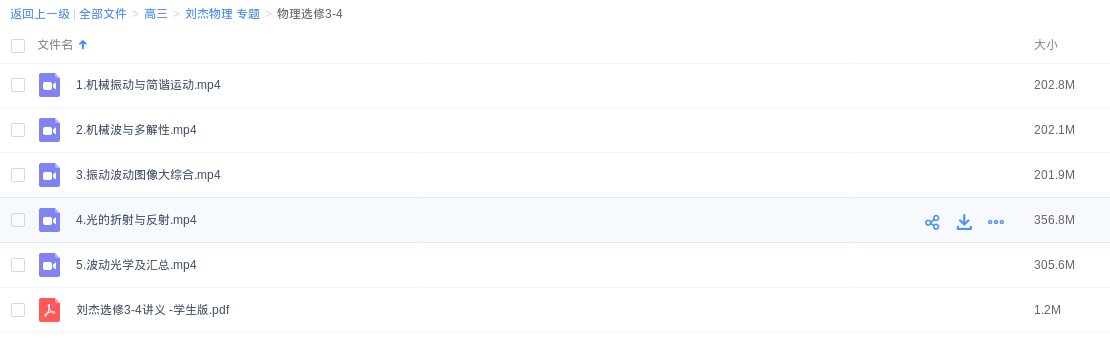 返回上一级 | 全部文件 > 高三 > 刘杰物理 专题 > 物理选修3-4
文件名 大小
1.机械振动与简谐运动.mp4 202.8M
2.机械波与多解性.mp4 202.1M
3.振动波动图像大综合.mp4 201.9M
4.光的折射与反射.mp4 356.8M
5.波动光学及汇总.mp4 305.6M
刘杰选修3-4讲义 -学生版.pdf 1.2M